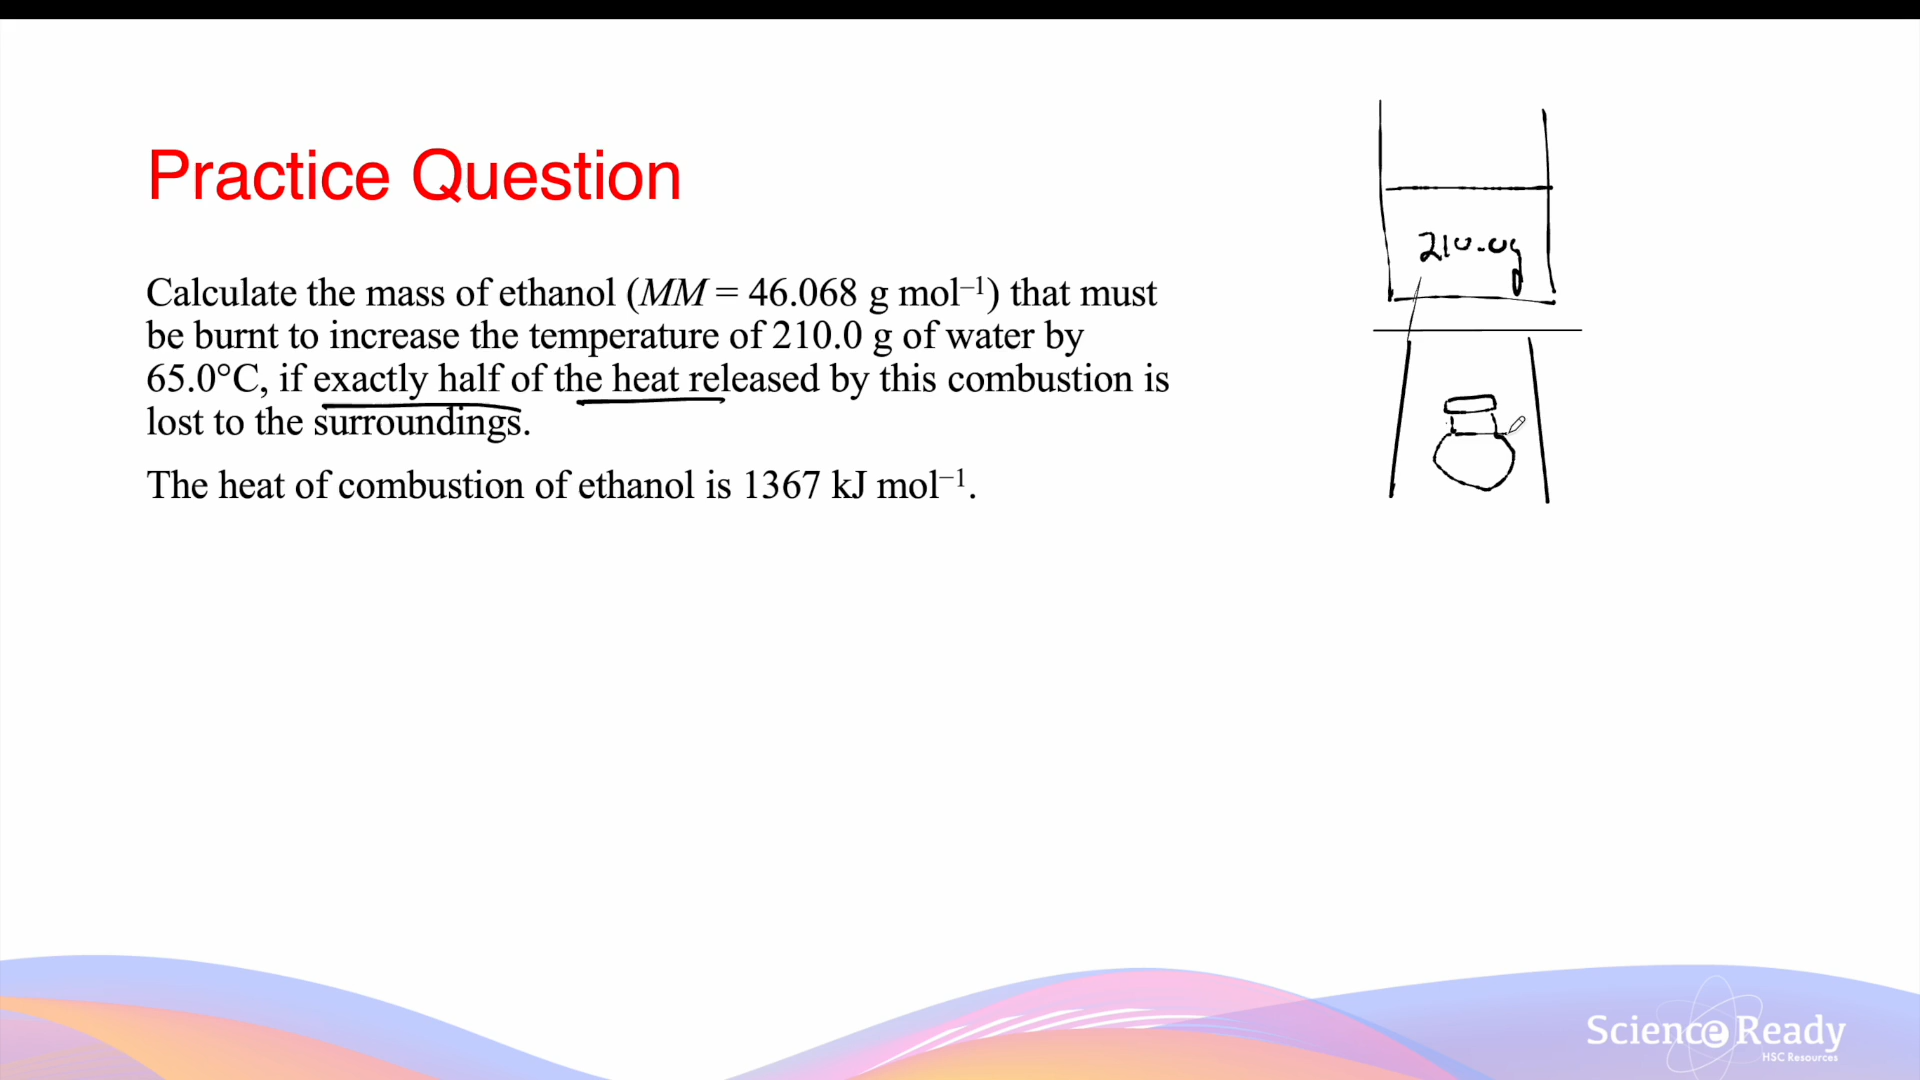 Practice Question
210.0g
Calculate the mass of ethanol (MM = 46.068 g mol⁻¹) that must
be burnt to increase the temperature of 210.0 g of water by
65.0°C, if exactly half of the heat released by this combustion is
lost to the surroundings.
The heat of combustion of ethanol is 1367 kJ mol⁻¹.
Science Ready
HSC Resources